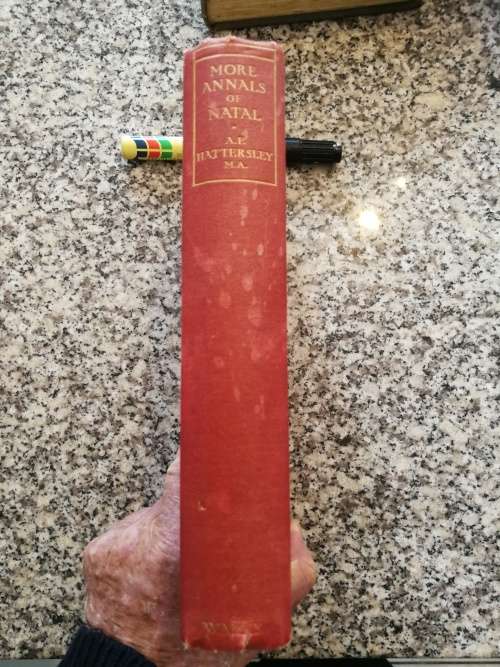 MORE
ANNALS
OF
NATAL
A.F.
HATTERSLEY
M.A.